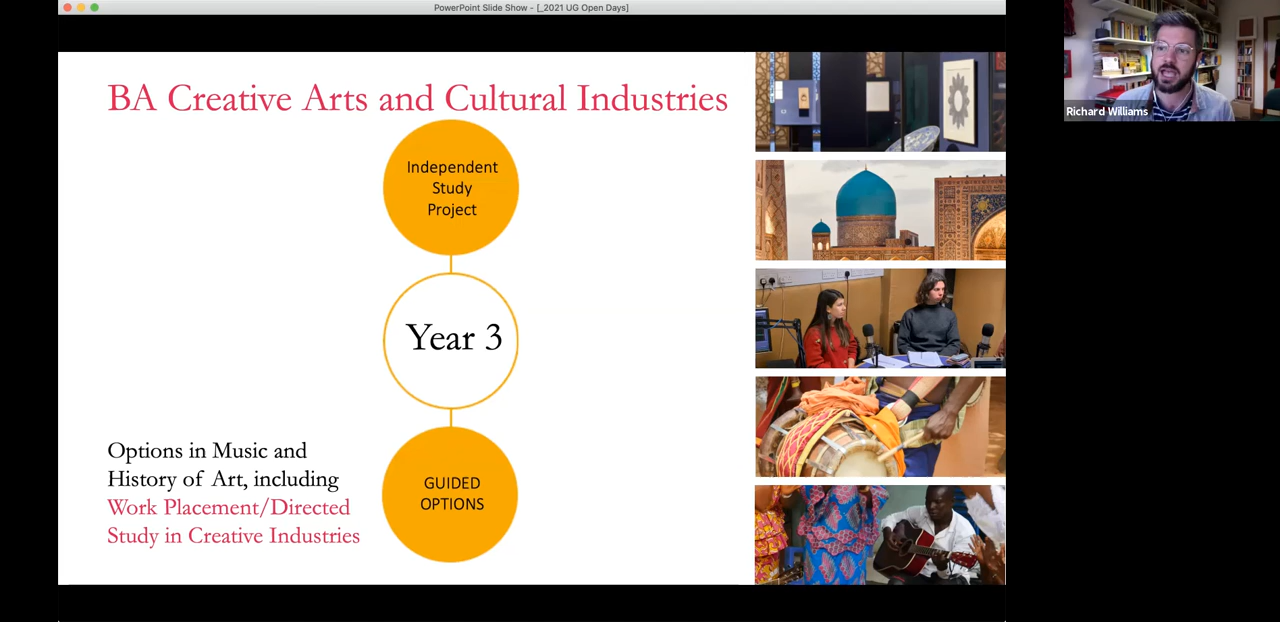 PowerPoint Slide Show - [_2021 UG Open Days]
BA Creative Arts and Cultural Industries
Independent
Study
Project
Year 3
Options in Music and
History of Art, including
Work Placement/Directed
Study in Creative Industries
GUIDED
OPTIONS
Richard Williams